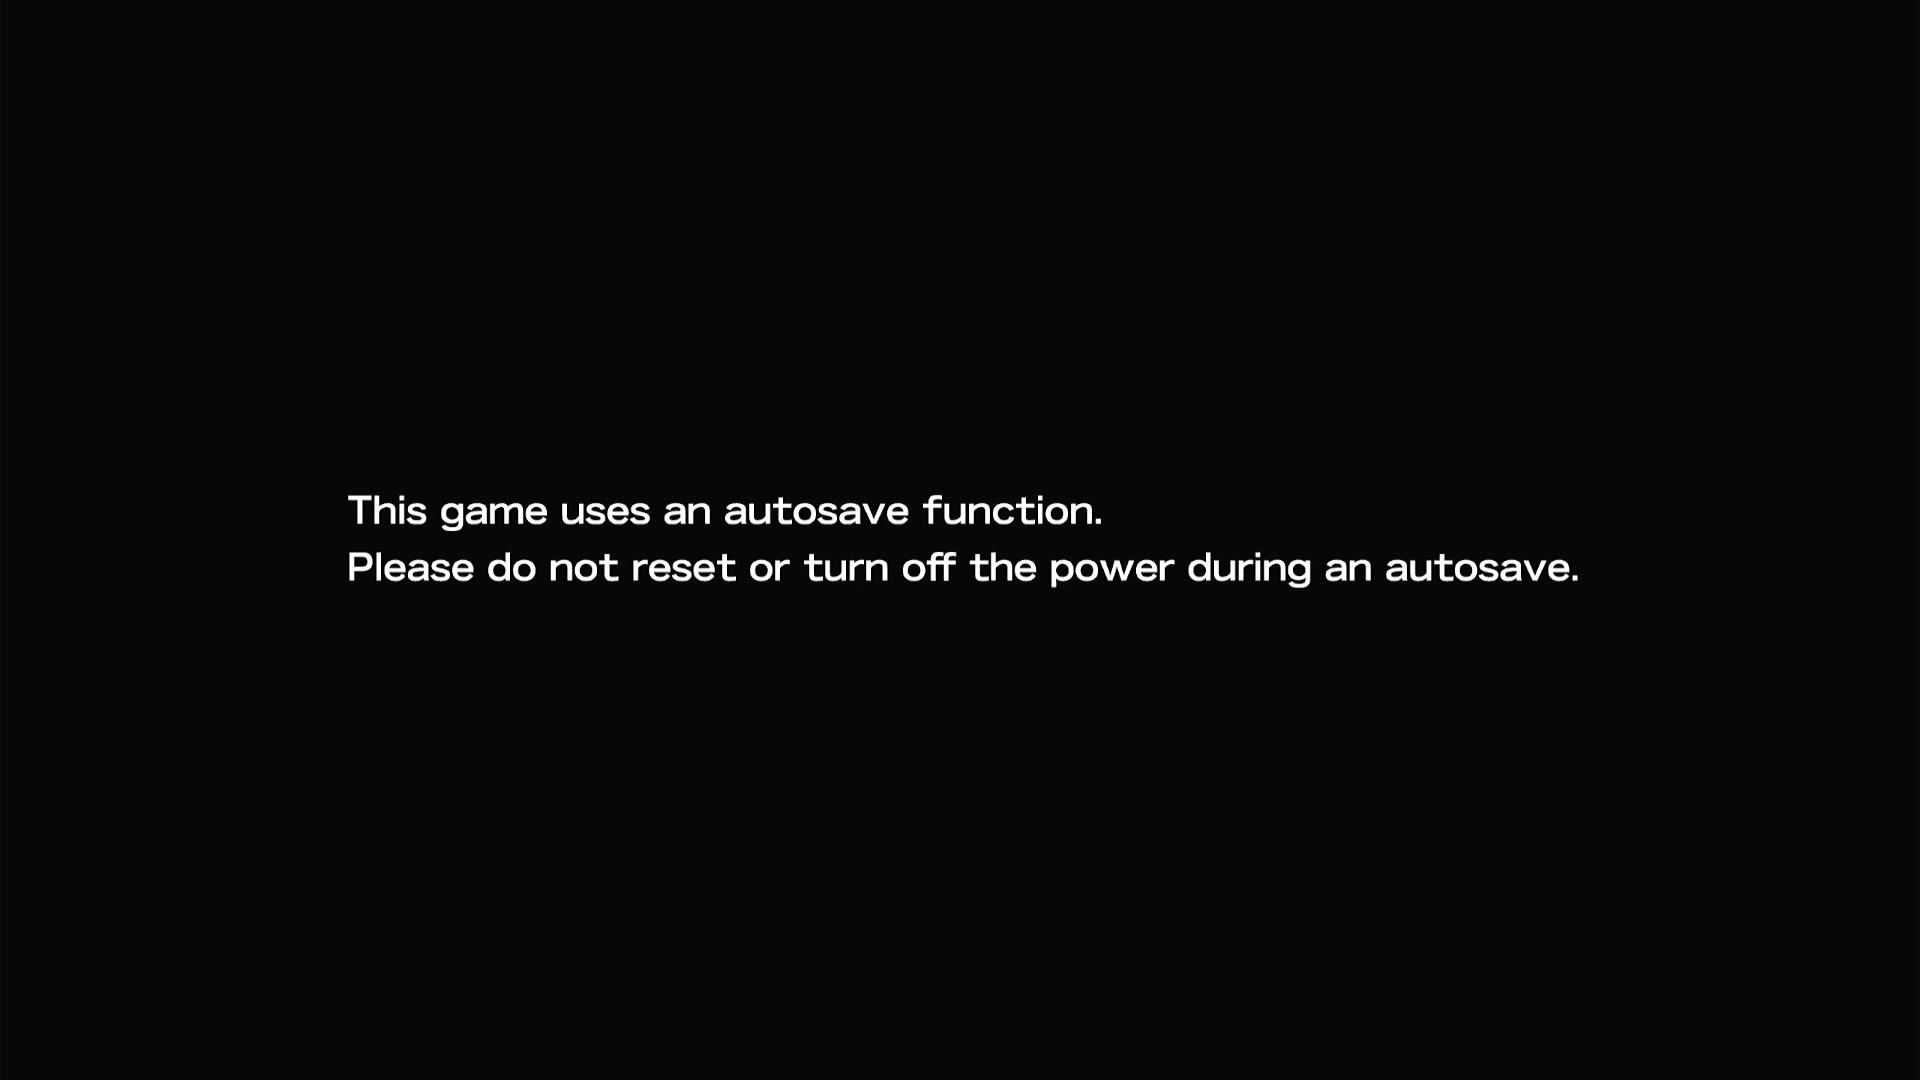 This game uses an autosave function.
Please do not reset or turn off the power during an autosave.